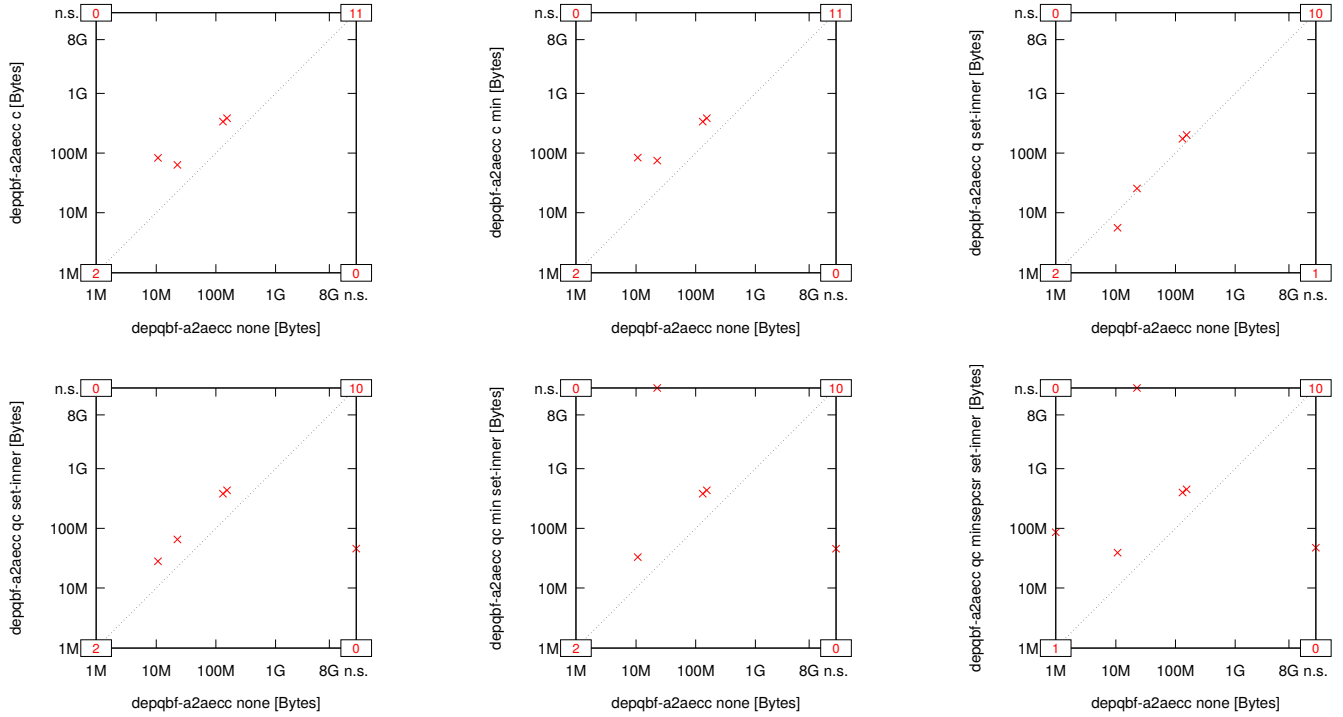 n.s. 0 11
8G
1G
100M
10M
1M 2 0
1M 10M 100M 1G 8G n.s.
depqbf-a2aecc none [Bytes]
depqbf-a2aecc c [Bytes]
n.s. 0 11
8G
1G
100M
10M
1M 2 0
1M 10M 100M 1G 8G n.s.
depqbf-a2aecc none [Bytes]
depqbf-a2aecc c min [Bytes]
n.s. 0 10
8G
1G
100M
10M
1M 2 1
1M 10M 100M 1G 8G n.s.
depqbf-a2aecc none [Bytes]
depqbf-a2aecc q set-inner [Bytes]
n.s. 0 10
8G
1G
100M
10M
1M 2 0
1M 10M 100M 1G 8G n.s.
depqbf-a2aecc none [Bytes]
depqbf-a2aecc qc set-inner [Bytes]
n.s. 0 10
8G
1G
100M
10M
1M 2 0
1M 10M 100M 1G 8G n.s.
depqbf-a2aecc none [Bytes]
depqbf-a2aecc qc min set-inner [Bytes]
n.s. 0 10
8G
1G
100M
10M
1M 1 0
1M 10M 100M 1G 8G n.s.
depqbf-a2aecc none [Bytes]
depqbf-a2aecc qc minsepcsr set-inner [Bytes]